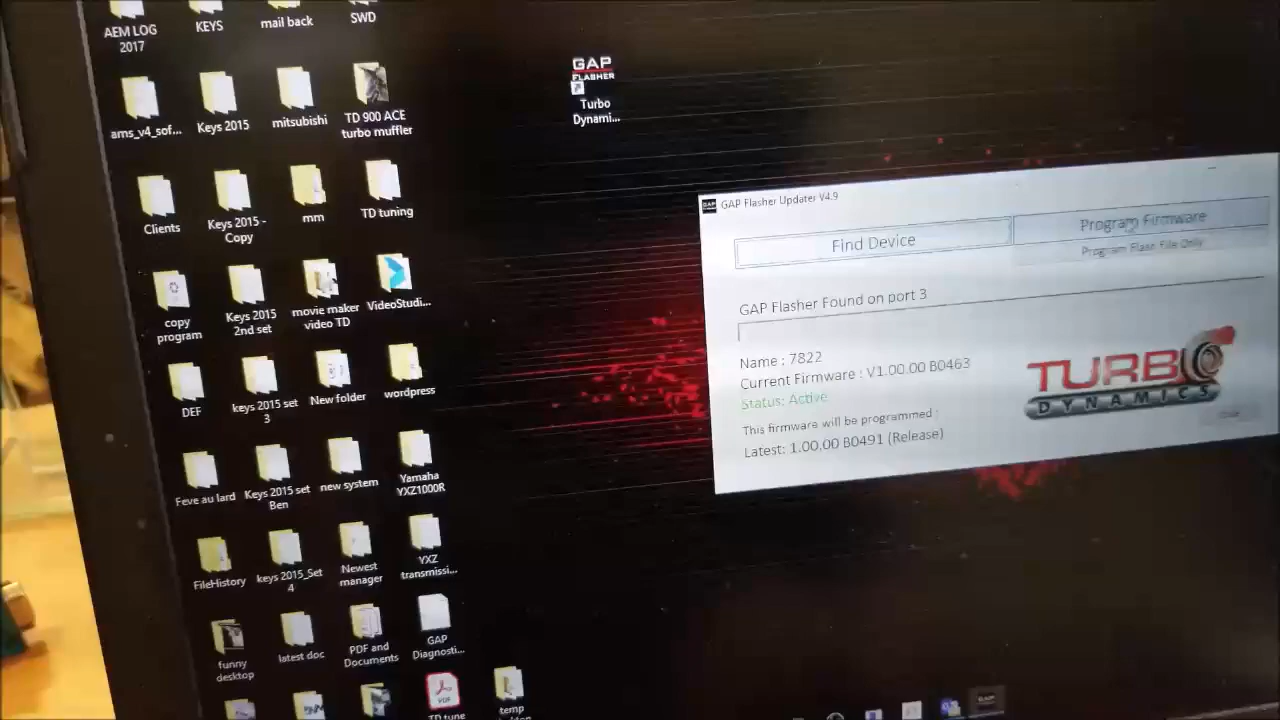 AEM LOG
2017
KEYS
mail back
SWD
ams_v4_sof...
Keys 2015
mitsubishi
TD 900 ACE
turbo muffler
Clients
Keys 2015 -
Copy
mm
TD tuning
copy
program
Keys 2015
2nd set
movie maker
video TD
VideoStudi...
DEF
keys 2015 set
3
New folder
wordpress
Feve au lard
Keys 2015 set
Ben
new system
Yamaha
YXZ1000R
FileHistory
keys 2015_Set
4
Newest
manager
YXZ
transmissi...
funny
desktop
latest doc
PDF and
Documents
GAP
Diagnosti...
PDF
TD tune
temp
GAP
FLASHER
Turbo
Dynami...
GAP Flasher Updater V4.9
Find Device
Program Firmware
Program Flash File Only
GAP Flasher Found on port 3
Name : 7822
Current Firmware : V1.00.00 B0463
Status: Active
This firmware will be programmed :
Latest: 1.00.00 B0491 (Release)
TURBO
DYNAMICS